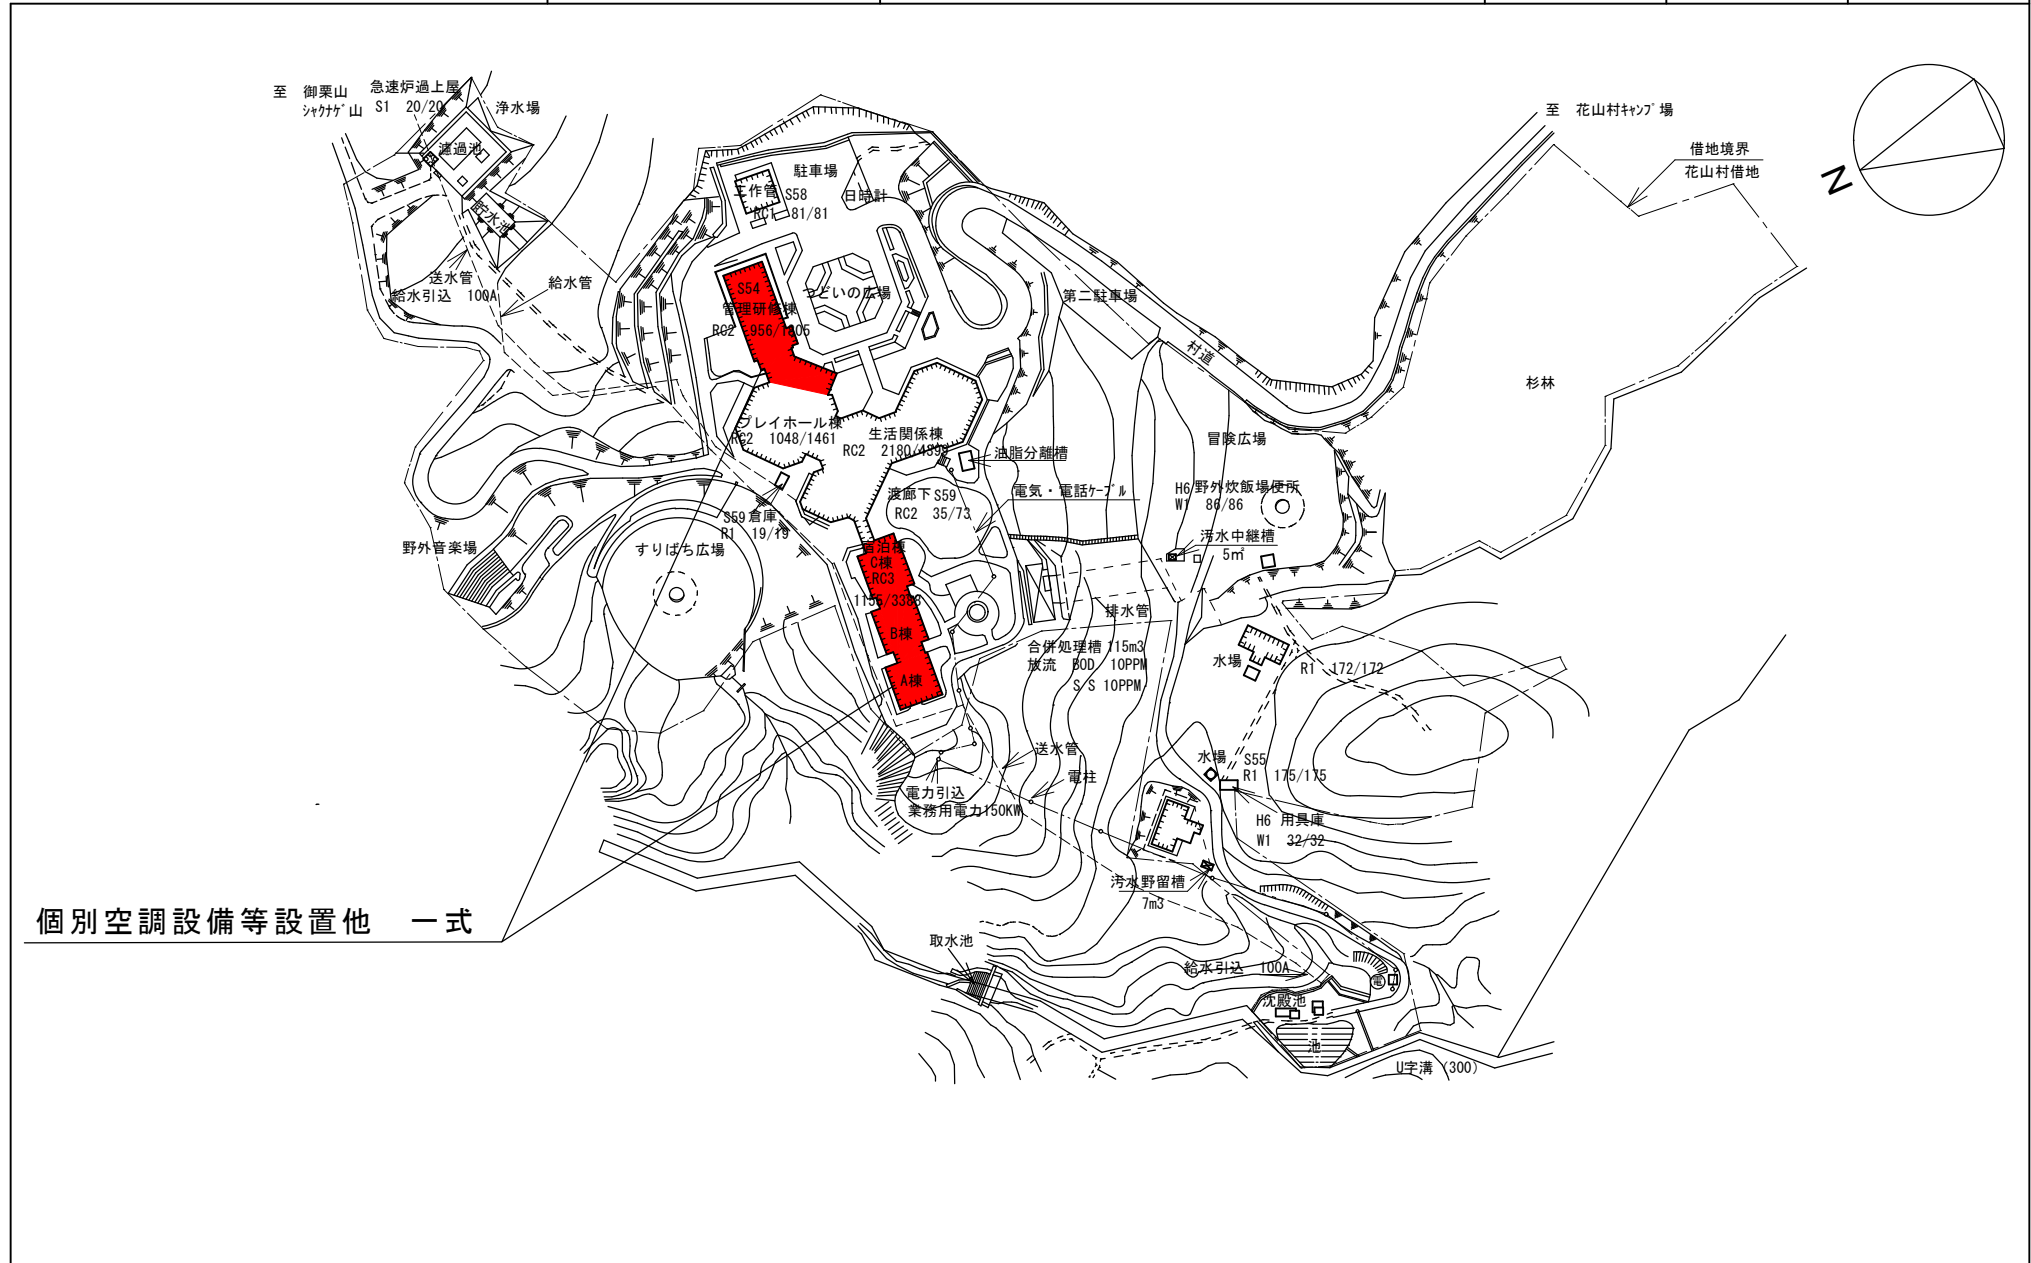 至　御栗山
ｼｬｸﾅｹﾞ山
急速炉過上屋
S1　20/20
浄水場
濾過池
貯水池
送水管
給水引込　100A
給水管
駐車場
工作管 S58
RC1　81/81
日時計
つどいの広場
S54
管理研修棟
RC2　956/1805
第二駐車場
村道
至　花山村ｷｬﾝﾌﾟ場
借地境界
花山村借地
N
杉林
プレイホール棟
RC2　1048/1461
生活関係棟
RC2　2180/4399
油脂分離槽
冒険広場
渡廊下 S59
RC2　35/73
電気・電話ｹｰﾌﾞﾙ
H6 野外炊飯場便所
W1　86/86
汚水中継槽
5㎥
S59 倉庫
R1　19/19
野外音楽場
すりばち広場
宿泊棟
C棟
RC3
1156/3388
B棟
A棟
排水管
合併処理槽 115m3
放流　BOD　10PPM
S S 10PPM
水場
R1　172/172
送水管
電柱
水場
S55
R1　175/175
電力引込
業務用電力150KW
H6 用具庫
W1　32/32
汚水野留槽
7m3
個別空調設備等設置他　一式
取水池
給水引込　100A
電
沈殿池
池
U字溝（300）